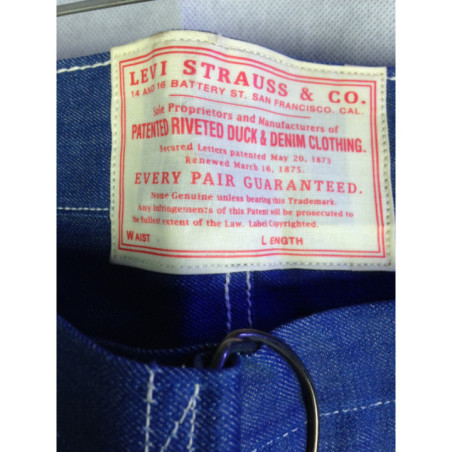 LEVI STRAUSS & CO.
14 AND 16 BATTERY ST. SAN FRANCISCO. CAL.
Sole Proprietors and Manufacturers of
PATENTED RIVETED DUCK & DENIM CLOTHING.
Secured Letters patented May 20, 1873
Renewed March 16, 1875.
EVERY PAIR GUARANTEED.
None Genuine unless bearing this Trademark.
Any Infringements of this Patent will be prosecuted to
the fullest extent of the Law. Label Copyrighted.
WAIST LENGTH